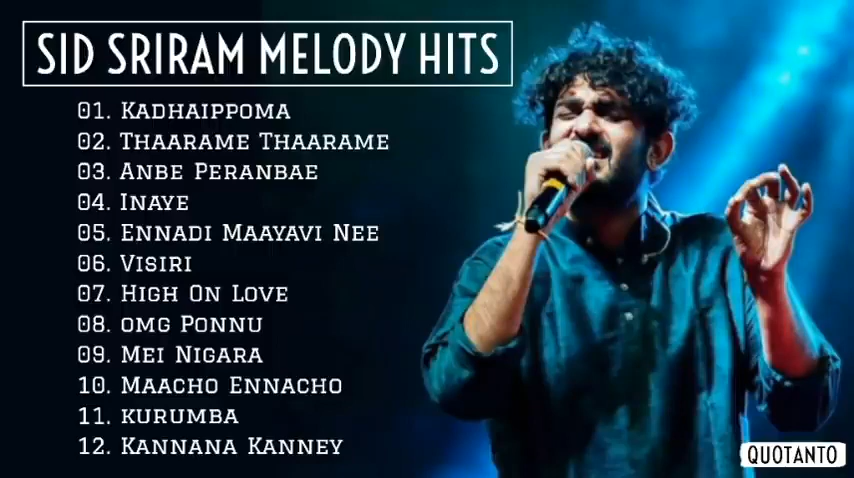 SID SRIRAM MELODY HITS
01. KADHAIPPOMA
02. THAARAME THAARAME
03. ANBE PERANBAE
04. INAYE
05. ENNADI MAAYAVI NEE
06. VISIRI
07. HIGH ON LOVE
08. OMG PONNU
09. MEI NIGARA
10. MAACHO ENNACHO
11. KURUMBA
12. KANNANA KANNEY
QUOTANTO